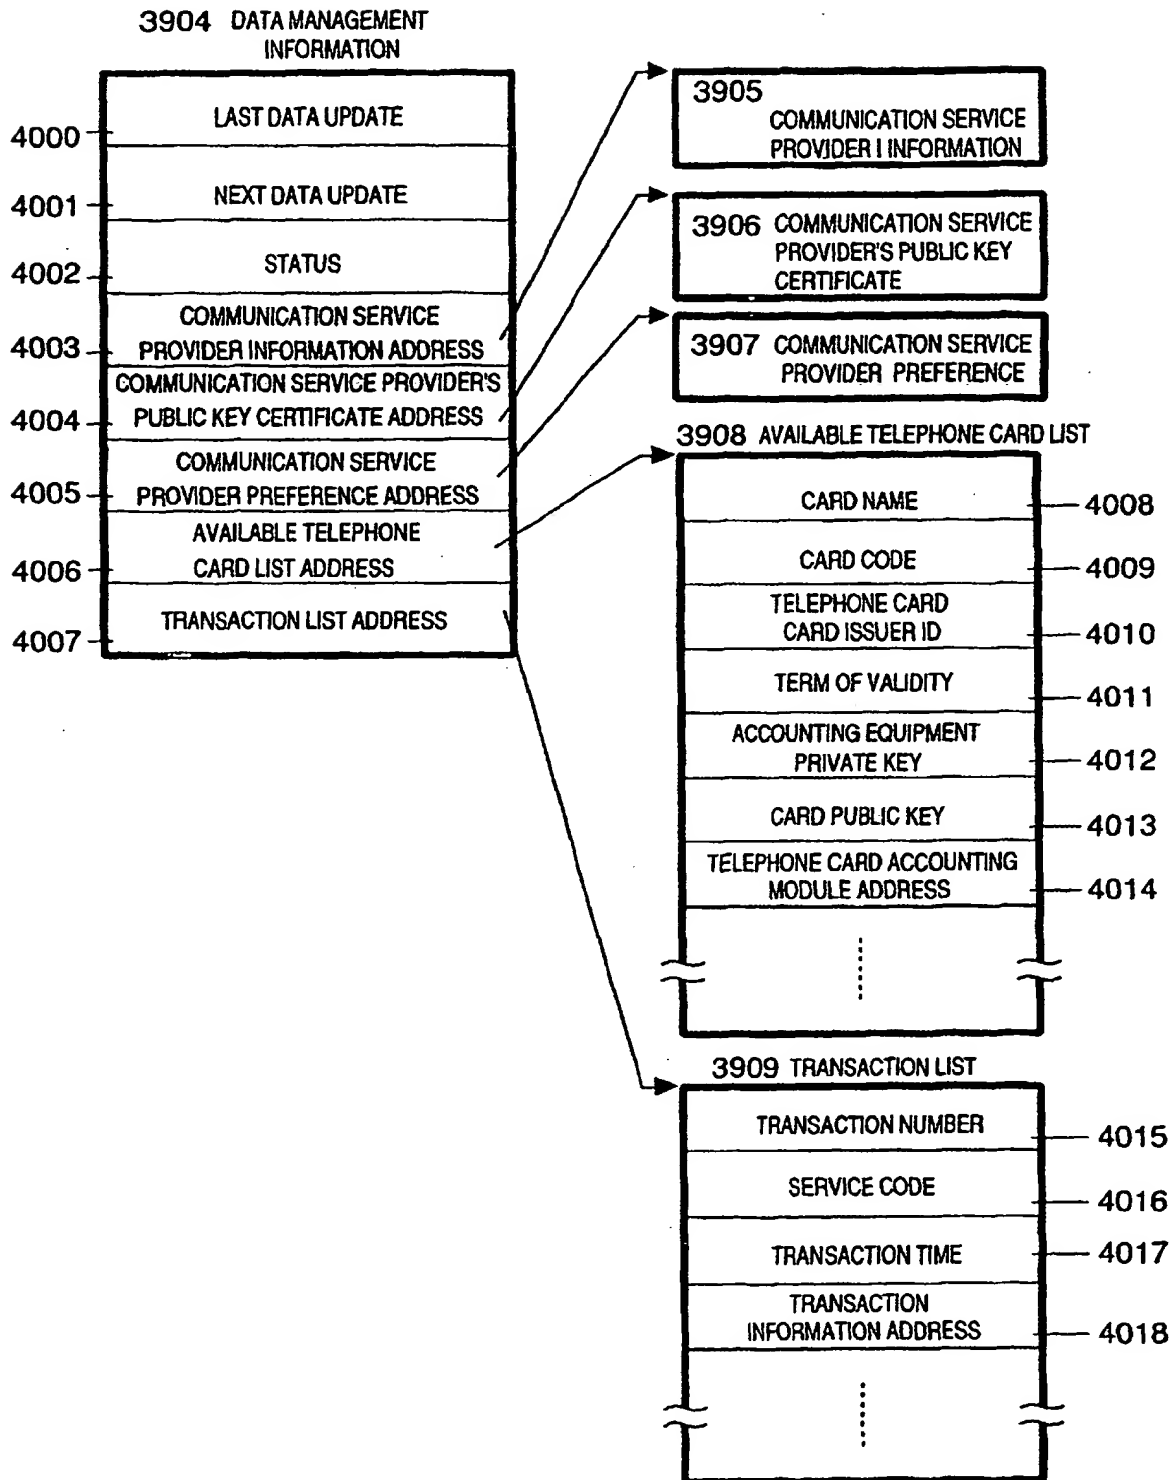 3904 DATA MANAGEMENT
INFORMATION
LAST DATA UPDATE
4000
NEXT DATA UPDATE
4001
STATUS
4002
COMMUNICATION SERVICE
PROVIDER INFORMATION ADDRESS
4003
COMMUNICATION SERVICE PROVIDER'S
PUBLIC KEY CERTIFICATE ADDRESS
4004
COMMUNICATION SERVICE
PROVIDER PREFERENCE ADDRESS
4005
AVAILABLE TELEPHONE
CARD LIST ADDRESS
4006
TRANSACTION LIST ADDRESS
4007
3905
COMMUNICATION SERVICE
PROVIDER I INFORMATION
3906 COMMUNICATION SERVICE
PROVIDER'S PUBLIC KEY
CERTIFICATE
3907 COMMUNICATION SERVICE
PROVIDER PREFERENCE
3908 AVAILABLE TELEPHONE CARD LIST
CARD NAME
4008
CARD CODE
4009
TELEPHONE CARD
CARD ISSUER ID
4010
TERM OF VALIDITY
4011
ACCOUNTING EQUIPMENT
PRIVATE KEY
4012
CARD PUBLIC KEY
4013
TELEPHONE CARD ACCOUNTING
MODULE ADDRESS
4014
3909 TRANSACTION LIST
TRANSACTION NUMBER
4015
SERVICE CODE
4016
TRANSACTION TIME
4017
TRANSACTION
INFORMATION ADDRESS
4018